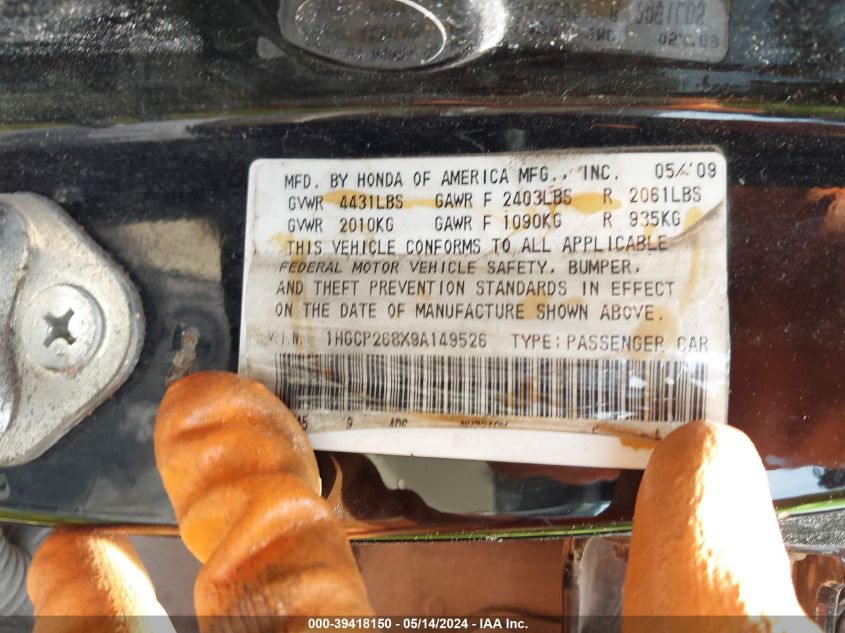 MFD. BY HONDA OF AMERICA MFG., INC. 05/'09
GVWR 4431LBS GAWR F 2403LBS R 2061LBS
GVWR 2010KG GAWR F 1090KG R 935KG
THIS VEHICLE CONFORMS TO ALL APPLICABLE
FEDERAL MOTOR VEHICLE SAFETY, BUMPER,
AND THEFT PREVENTION STANDARDS IN EFFECT
ON THE DATE OF MANUFACTURE SHOWN ABOVE.
V.I.N. 1HGCP268X9A149526 TYPE:PASSENGER CAR
9 A
000-39418150 - 05/14/2024 - IAA Inc.